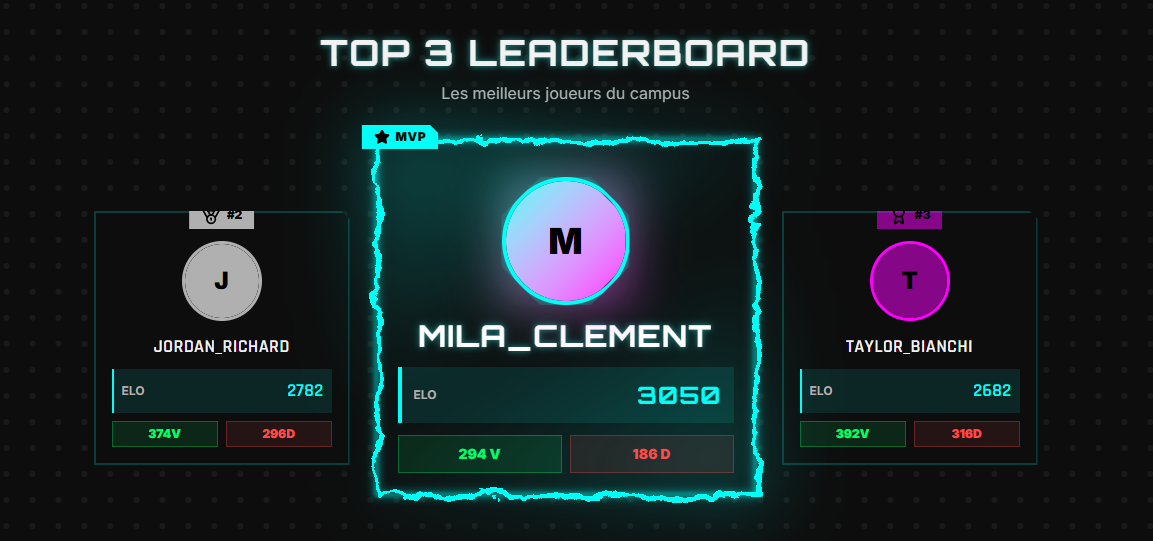 TOP 3 LEADERBOARD
Les meilleurs joueurs du campus
MVP
M
MILA_CLEMENT
ELO 3050
294 V 186 D
#2
J
JORDAN_RICHARD
ELO 2782
374V 296D
#3
T
TAYLOR_BIANCHI
ELO 2682
392V 316D